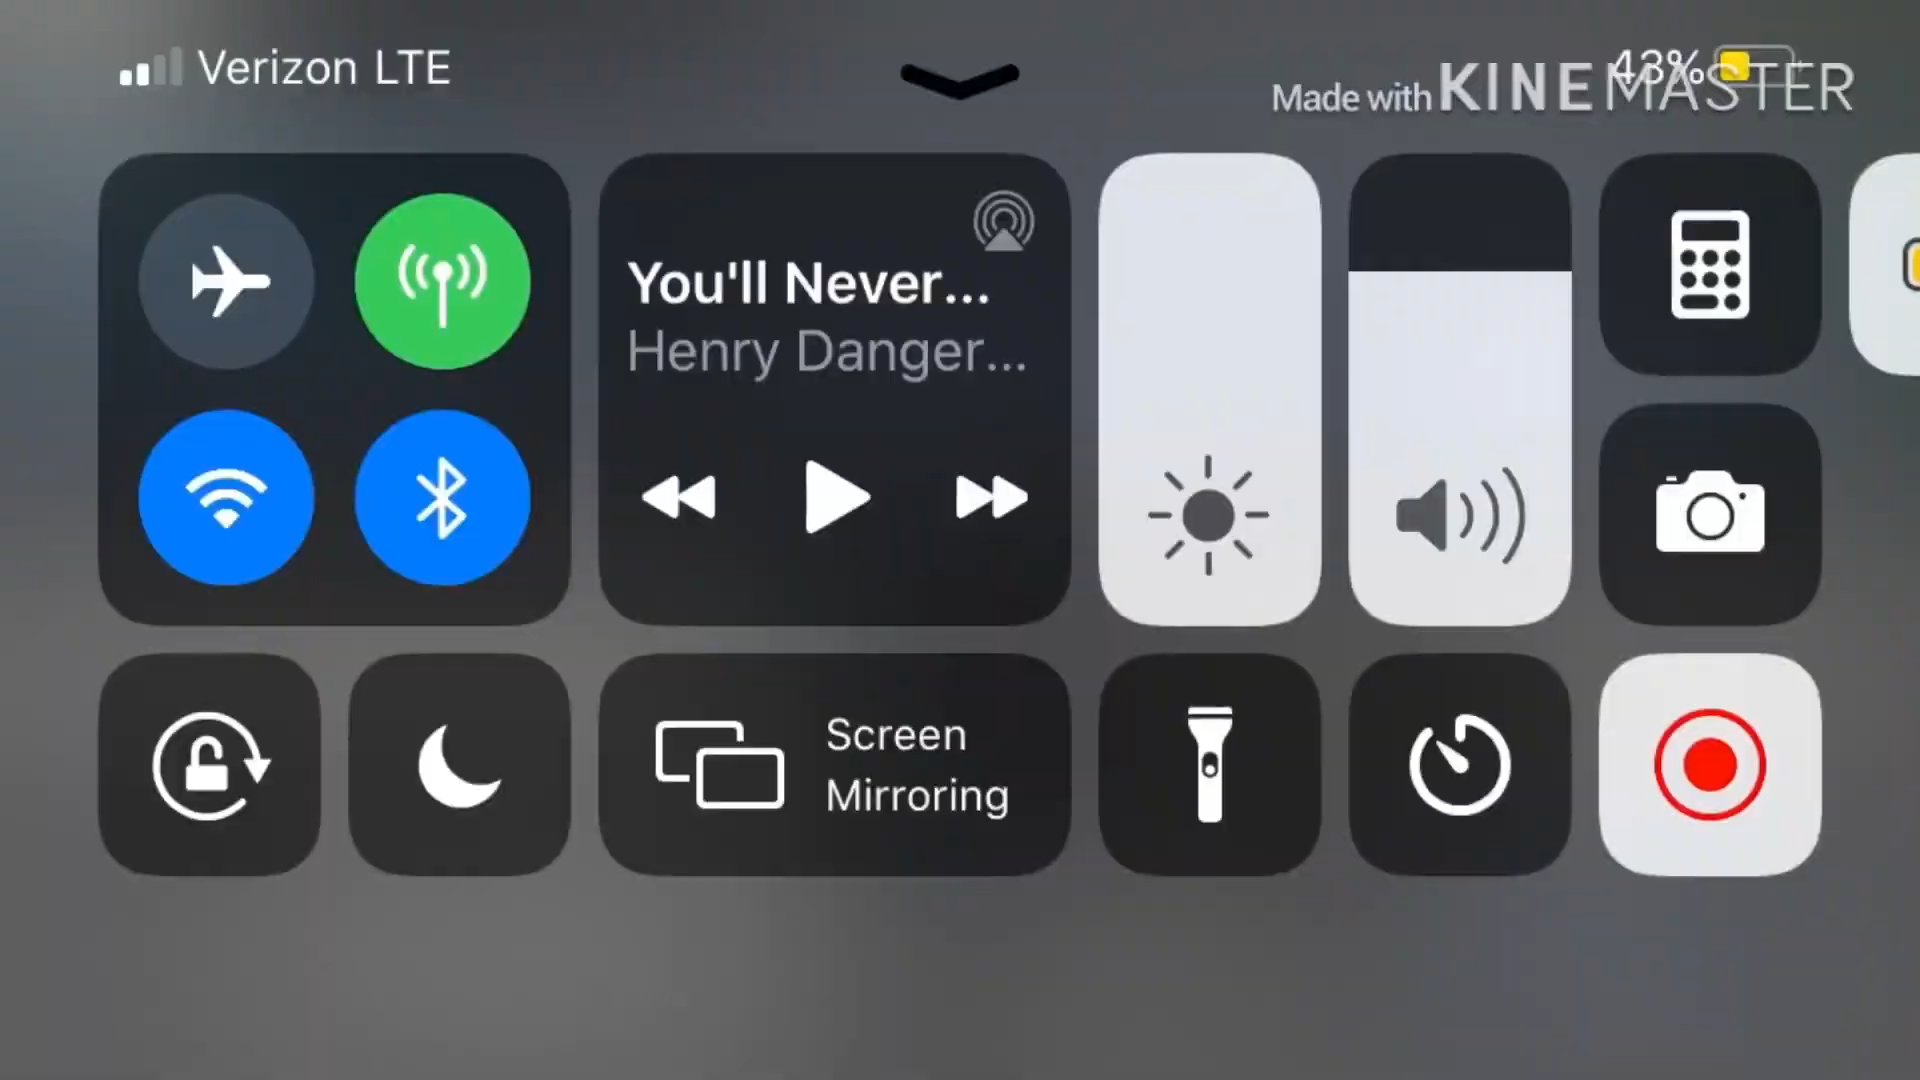 Verizon LTE
43%
Made with KINEMASTER
You'll Never...
Henry Danger...
Screen
Mirroring